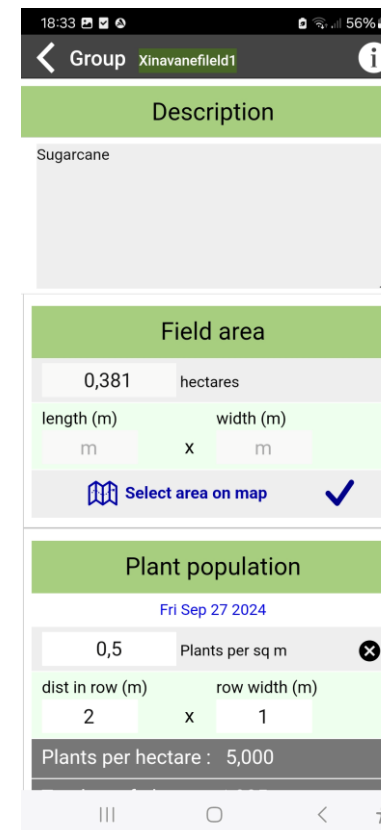 18:33 56%
Group Xinavanefileld1
Description
Sugarcane
Field area
0,381 hectares
length (m) width (m)
m x m
Select area on map
Plant population
Fri Sep 27 2024
0,5 Plants per sq m
dist in row (m) row width (m)
2 x 1
Plants per hectare : 5,000